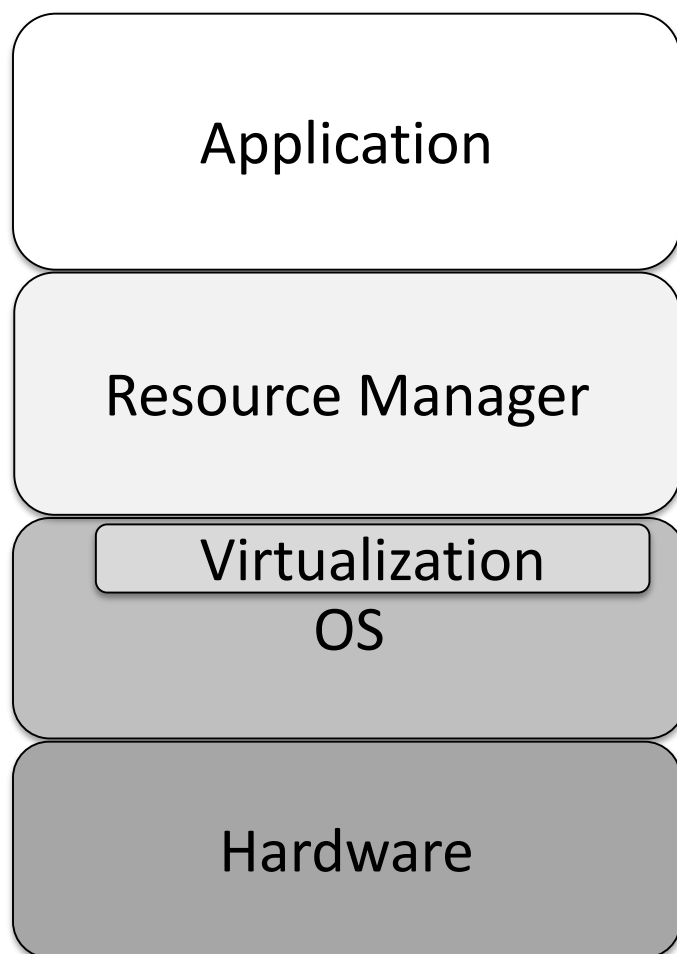 Application
Resource Manager
Virtualization
OS
Hardware